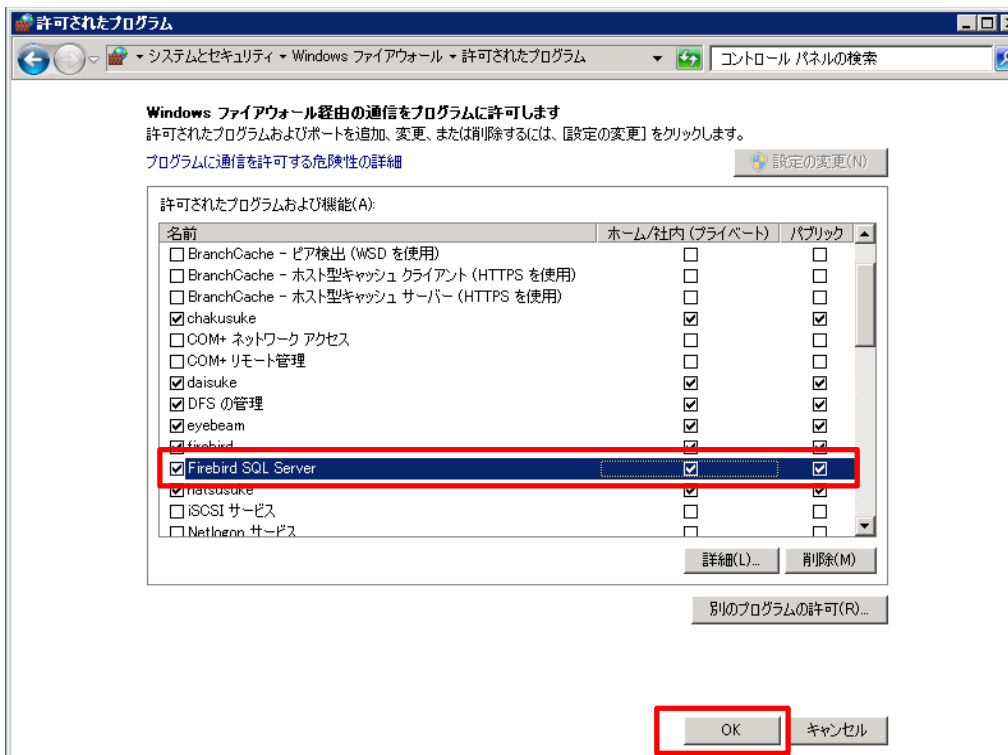 許可されたプログラム
システムとセキュリティ Windows ファイアウォール 許可されたプログラム コントロール パネルの検索
Windows ファイアウォール経由の通信をプログラムに許可します
許可されたプログラムおよびポートを追加、変更、または削除するには、[設定の変更] をクリックします。
プログラムに通信を許可する危険性の詳細 設定の変更(N)
許可されたプログラムおよび機能(A):
名前 ホーム/社内 (プライベート) パブリック
BranchCache - ピア検出 (WSD を使用)
BranchCache - ホスト型キャッシュ クライアント (HTTPS を使用)
BranchCache - ホスト型キャッシュ サーバー (HTTPS を使用)
chakusuke
COM+ ネットワーク アクセス
COM+ リモート管理
daisuke
DFS の管理
eyebeam
firebird
Firebird SQL Server
hatsusuke
iSCSI サービス
Netlogon サービス
詳細(L)... 削除(M)
別のプログラムの許可(R)...
OK キャンセル